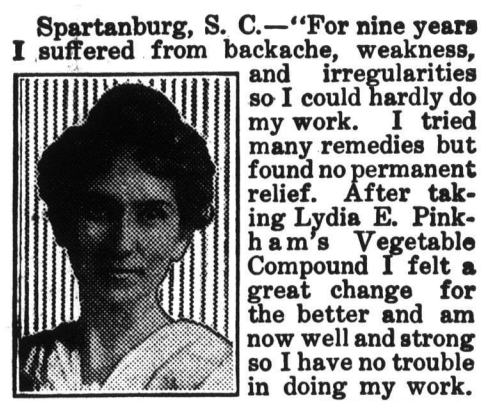 Spartanburg, S. C.—"For nine years
I suffered from backache, weakness,
and irregularities
so I could hardly do
my work. I tried
many remedies but
found no permanent
relief. After tak-
ing Lydia E. Pink-
ham's Vegetable
Compound I felt a
great change for
the better and am
now well and strong
so I have no trouble
in doing my work.